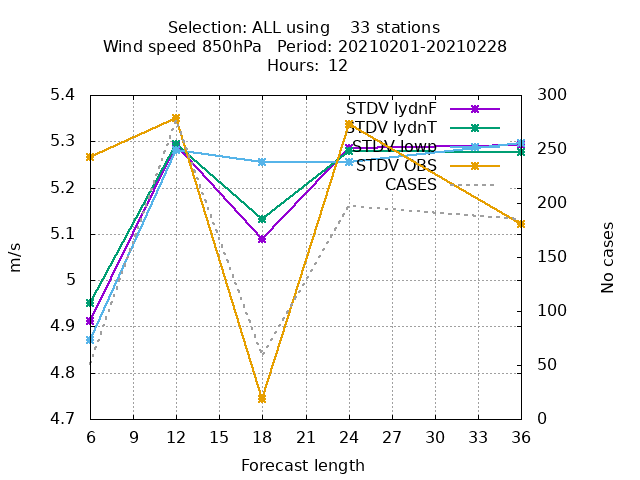 Selection: ALL using    33 stations
Wind speed 850hPa   Period: 20210201-20210228
Hours: 12
5.4
5.3
5.2
5.1
5
4.9
4.8
4.7
m/s
STDV lydnF
STDV lydnT
STDV lowp
STDV OBS
CASES
300
250
200
150
100
50
0
No cases
6 9 12 15 18 21 24 27 30 33 36
Forecast length